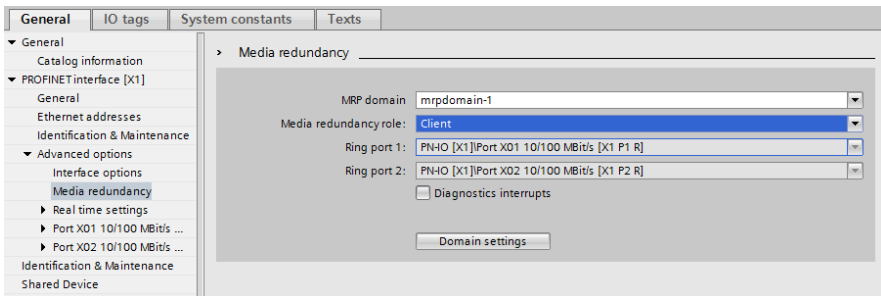 General
IO tags
System constants
Texts
General
Catalog information
PROFINET interface [X1]
General
Ethernet addresses
Identification & Maintenance
Advanced options
Interface options
Media redundancy
Real time settings
Port X01 10/100 MBit/s ...
Port X02 10/100 MBit/s ...
Identification & Maintenance
Shared Device
Media redundancy
MRP domain mrpdomain-1
Media redundancy role: Client
Ring port 1: PN-IO [X1]\Port X01 10/100 MBit/s [X1 P1 R]
Ring port 2: PN-IO [X1]\Port X02 10/100 MBit/s [X1 P2 R]
Diagnostics interrupts
Domain settings